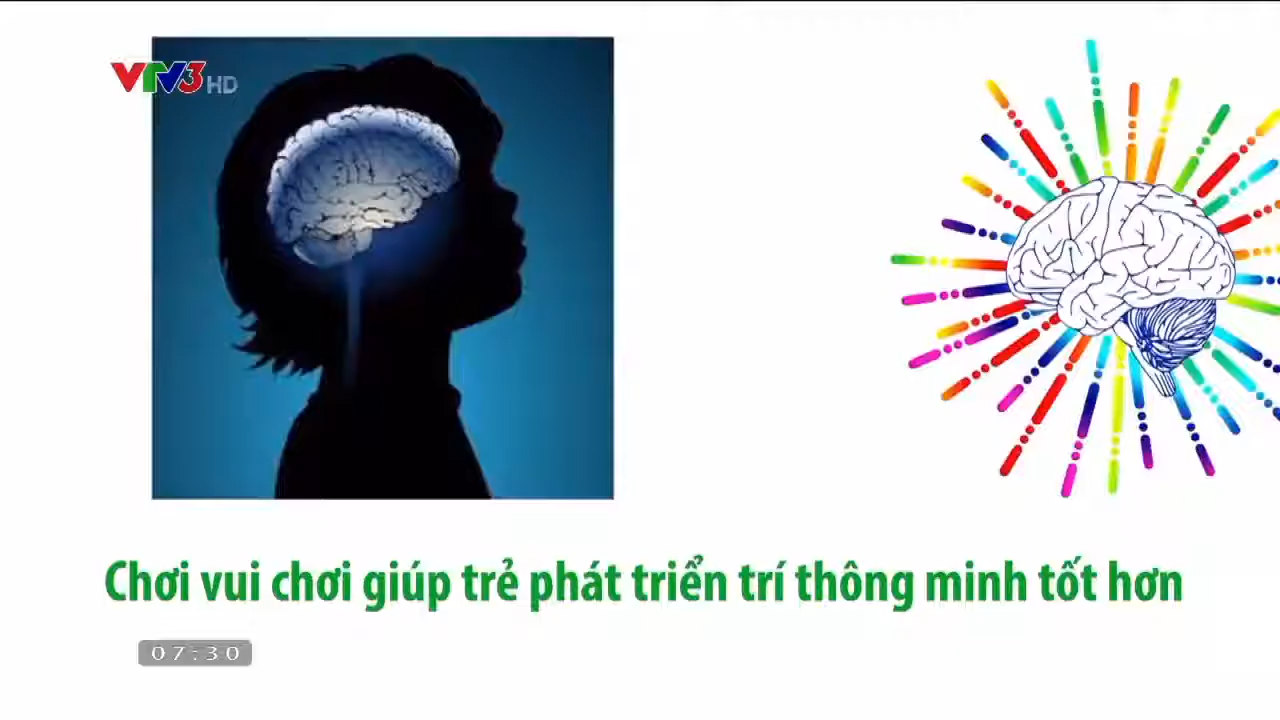 VTV3 HD
Chơi vui chơi giúp trẻ phát triển trí thông minh tốt hơn
07:30